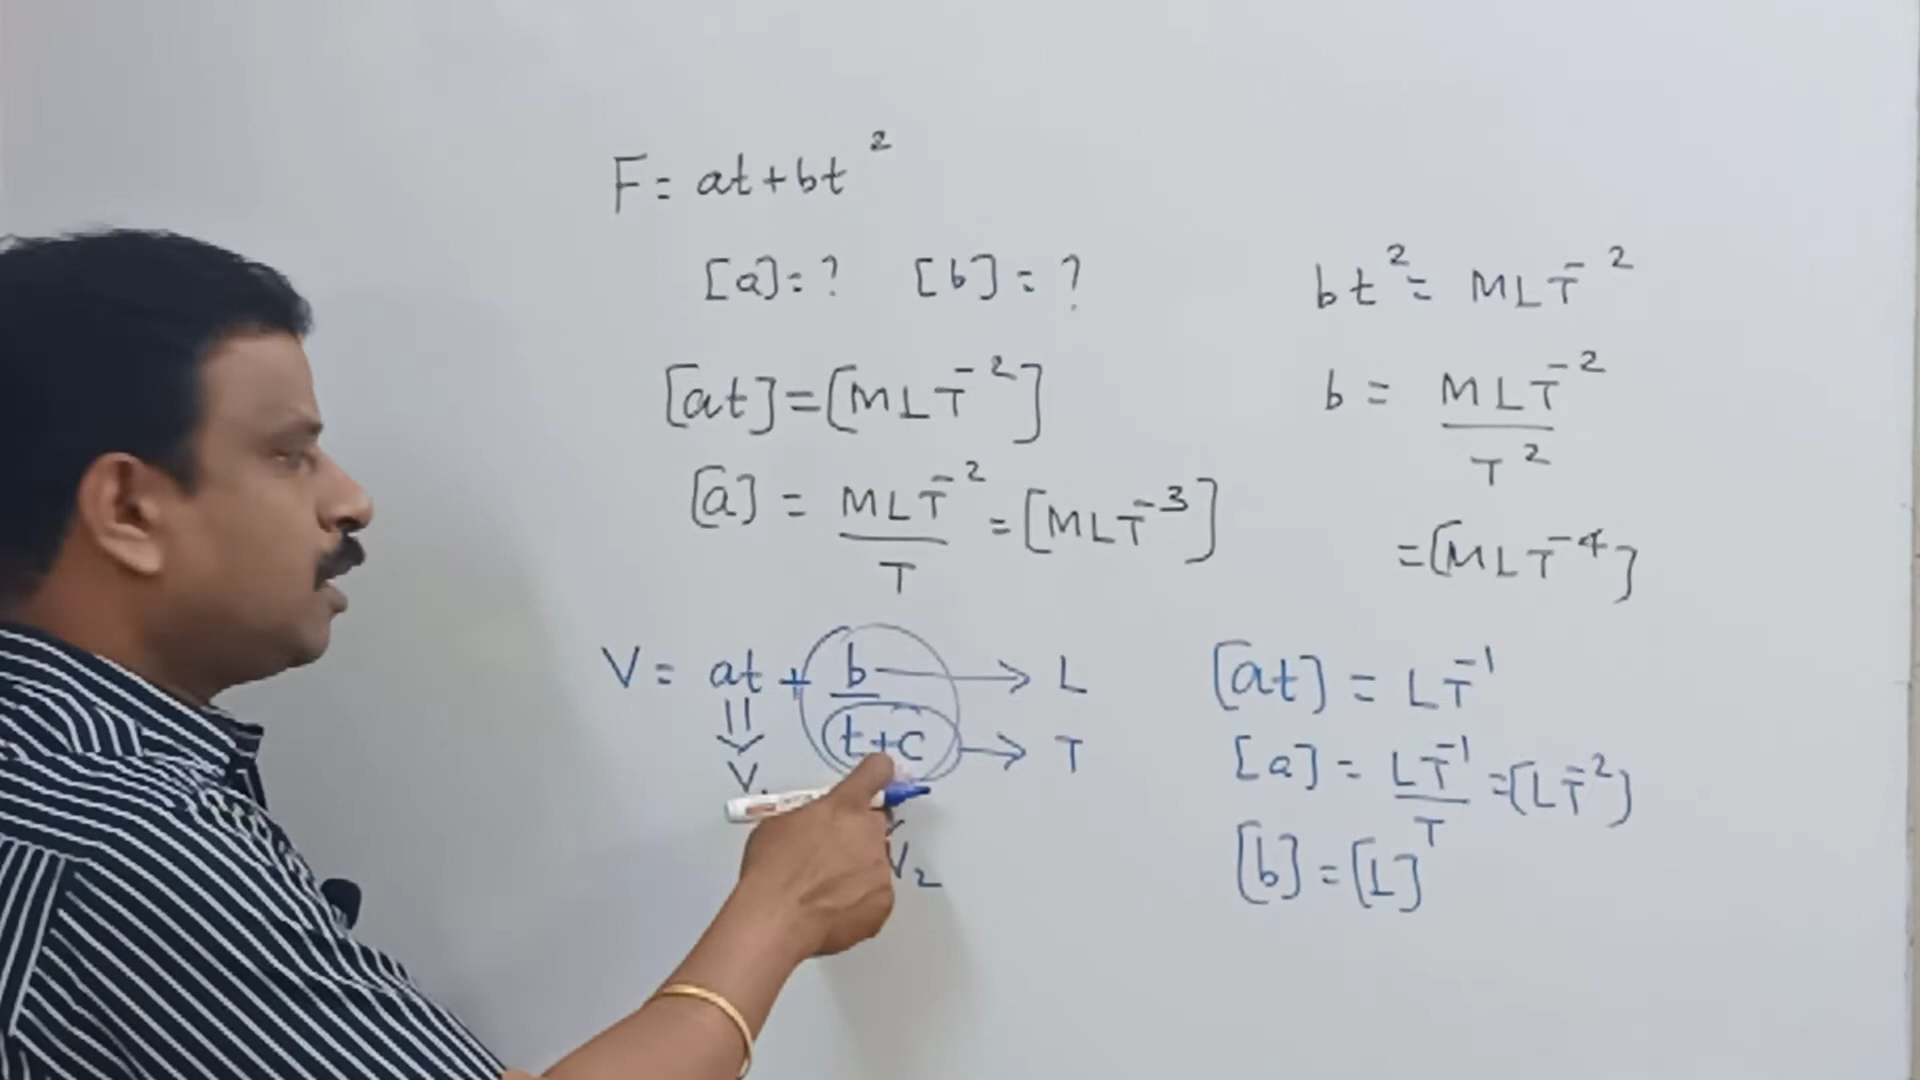 F = at + bt²
[a] = ? [b] = ?
[at] = [MLT⁻²]
[a] = MLT⁻² / T = [MLT⁻³]
bt² = MLT⁻²
b = MLT⁻² / T²
= [MLT⁻⁴]
V = at + b / t+c
b → L
t+c → T
V₁
V₂
[at] = LT⁻¹
[a] = LT⁻¹ / T = [LT⁻²]
[b] = [L]